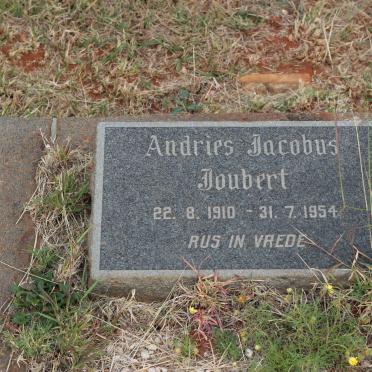 Andries Jacobus
Joubert
22. 8. 1910 - 31. 7. 1954
RUS IN VREDE